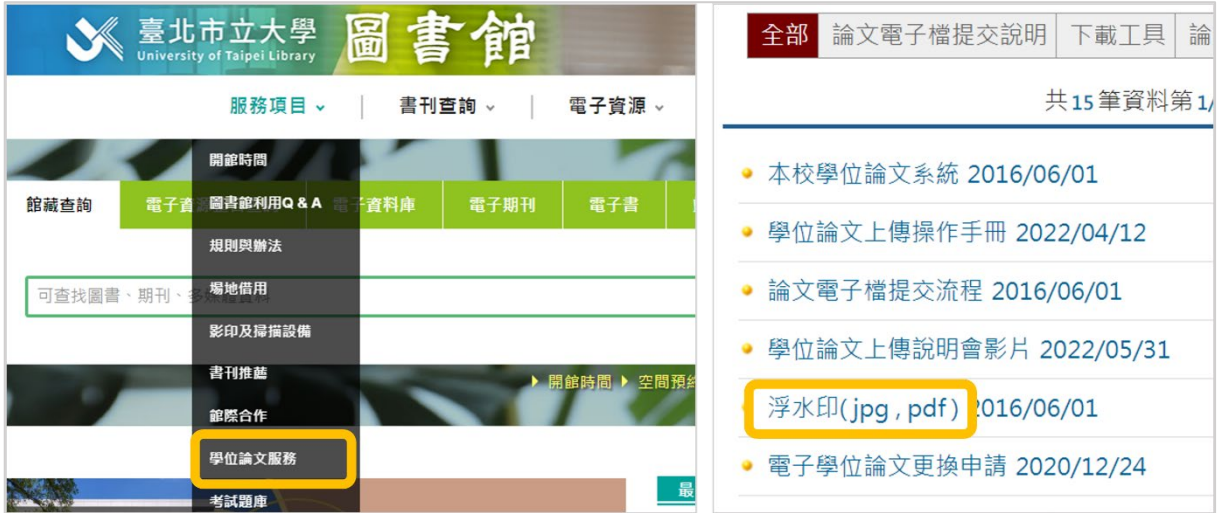 臺北市立大學
University of Taipei Library
圖書館
服務項目
書刊查詢
電子資源
開館時間
館藏查詢
電子資
圖書館利用Q & A
電子資料庫
電子期刊
電子書
規則與辦法
可查找圖書、期刊、多媒體資料
場地借用
影印及掃描設備
書刊推薦
開館時間
空間預約
館際合作
學位論文服務
考試題庫
最
全部
論文電子檔提交說明
下載工具
論
共15筆資料第1/
本校學位論文系統 2016/06/01
學位論文上傳操作手冊 2022/04/12
論文電子檔提交流程 2016/06/01
學位論文上傳說明會影片 2022/05/31
浮水印(jpg , pdf) 2016/06/01
電子學位論文更換申請 2020/12/24